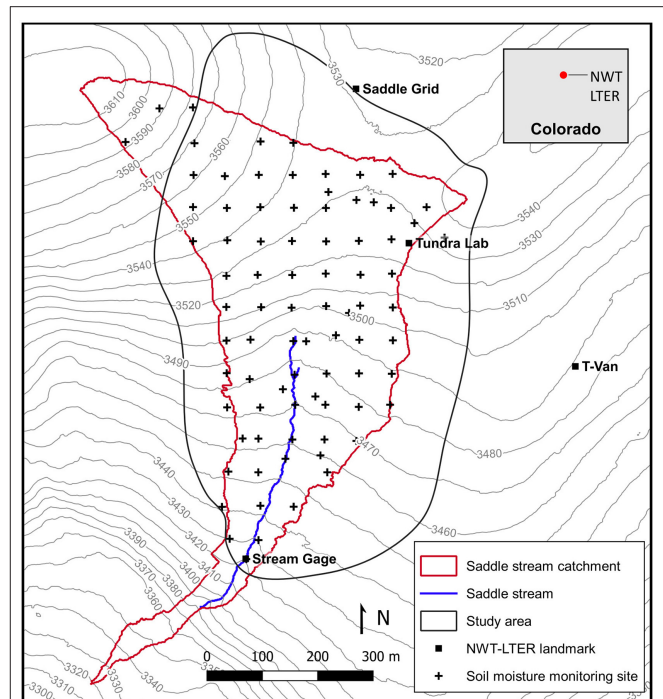 3520
3530
Saddle Grid
NWT
LTER
Colorado
3610
3600
3590
3580
3570
3560
3550
3540
3540
3530
Tundra Lab
3520
3510
3500
3490
T-Van
3480
3470
3460
3440
3430
3420
3410
3400
3390
3380
3370
3360
3320
3310
3300
3330
Stream Gage
N
0 100 200 300 m
Saddle stream catchment
Saddle stream
Study area
NWT-LTER landmark
Soil moisture monitoring site